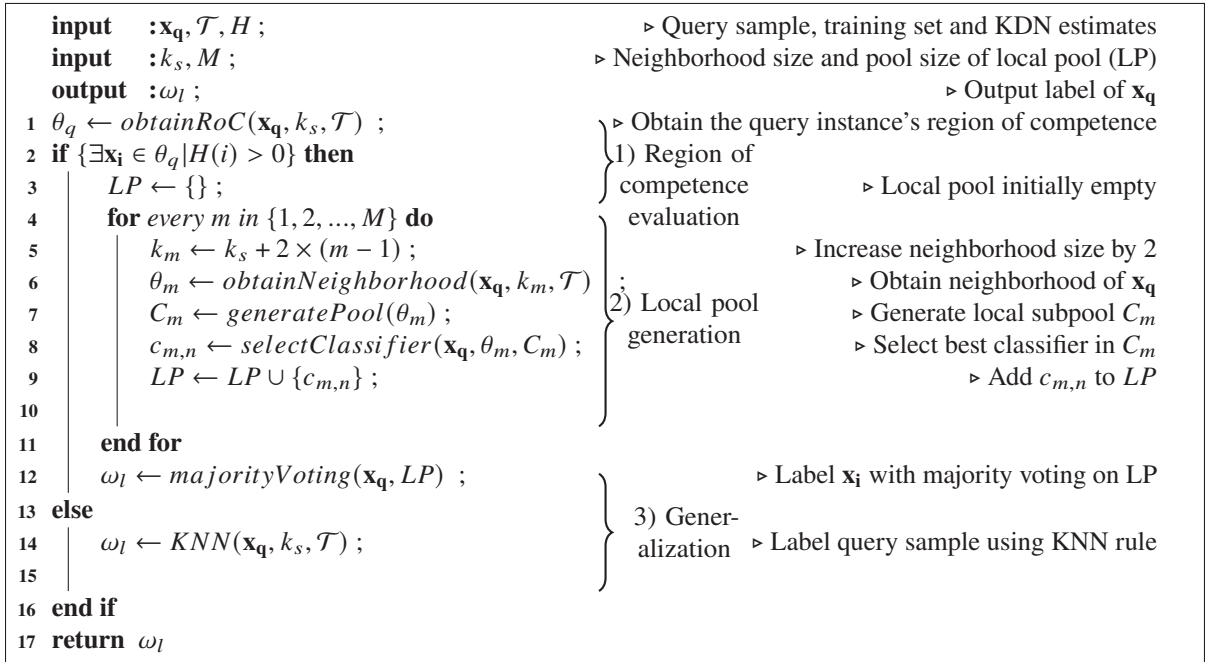 input :𝐱_𝐪, 𝒯, H ; ▹ Query sample, training set and KDN estimates
input :k_s, M ; ▹ Neighborhood size and pool size of local pool (LP)
output :ω_l ; ▹ Output label of 𝐱_𝐪
1 θ_q ← obtainRoC(𝐱_𝐪, k_s, 𝒯) ; ▹ Obtain the query instance's region of competence
2 if {∃𝐱_𝐢 ∈ θ_q|H(i) > 0} then 1) Region of
3 LP ← {} ; competence ▹ Local pool initially empty
4 for every m in {1, 2, ..., M} do evaluation
5 k_m ← k_s + 2 × (m − 1) ; ▹ Increase neighborhood size by 2
6 θ_m ← obtainNeighborhood(𝐱_𝐪, k_m, 𝒯) ; ▹ Obtain neighborhood of 𝐱_𝐪
7 C_m ← generatePool(θ_m) ; 2) Local pool ▹ Generate local subpool C_m
8 c_{m,n} ← selectClassifier(𝐱_𝐪, θ_m, C_m) ; generation ▹ Select best classifier in C_m
9 LP ← LP ∪ {c_{m,n}} ; ▹ Add c_{m,n} to LP
10
11 end for
12 ω_l ← majorityVoting(𝐱_𝐪, LP) ; ▹ Label 𝐱_𝐢 with majority voting on LP
13 else 3) Gener-
14 ω_l ← KNN(𝐱_𝐪, k_s, 𝒯) ; alization ▹ Label query sample using KNN rule
15
16 end if
17 return ω_l